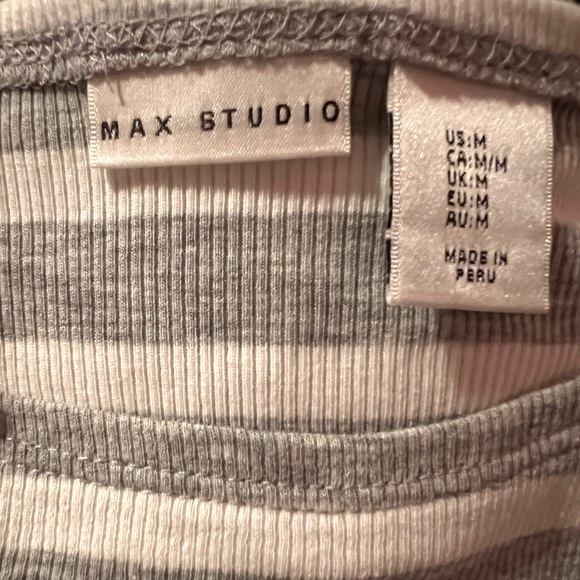 MAX STUDIO
US:M
CA:M/M
UK:M
EU:M
AU:M
MADE IN
PERU